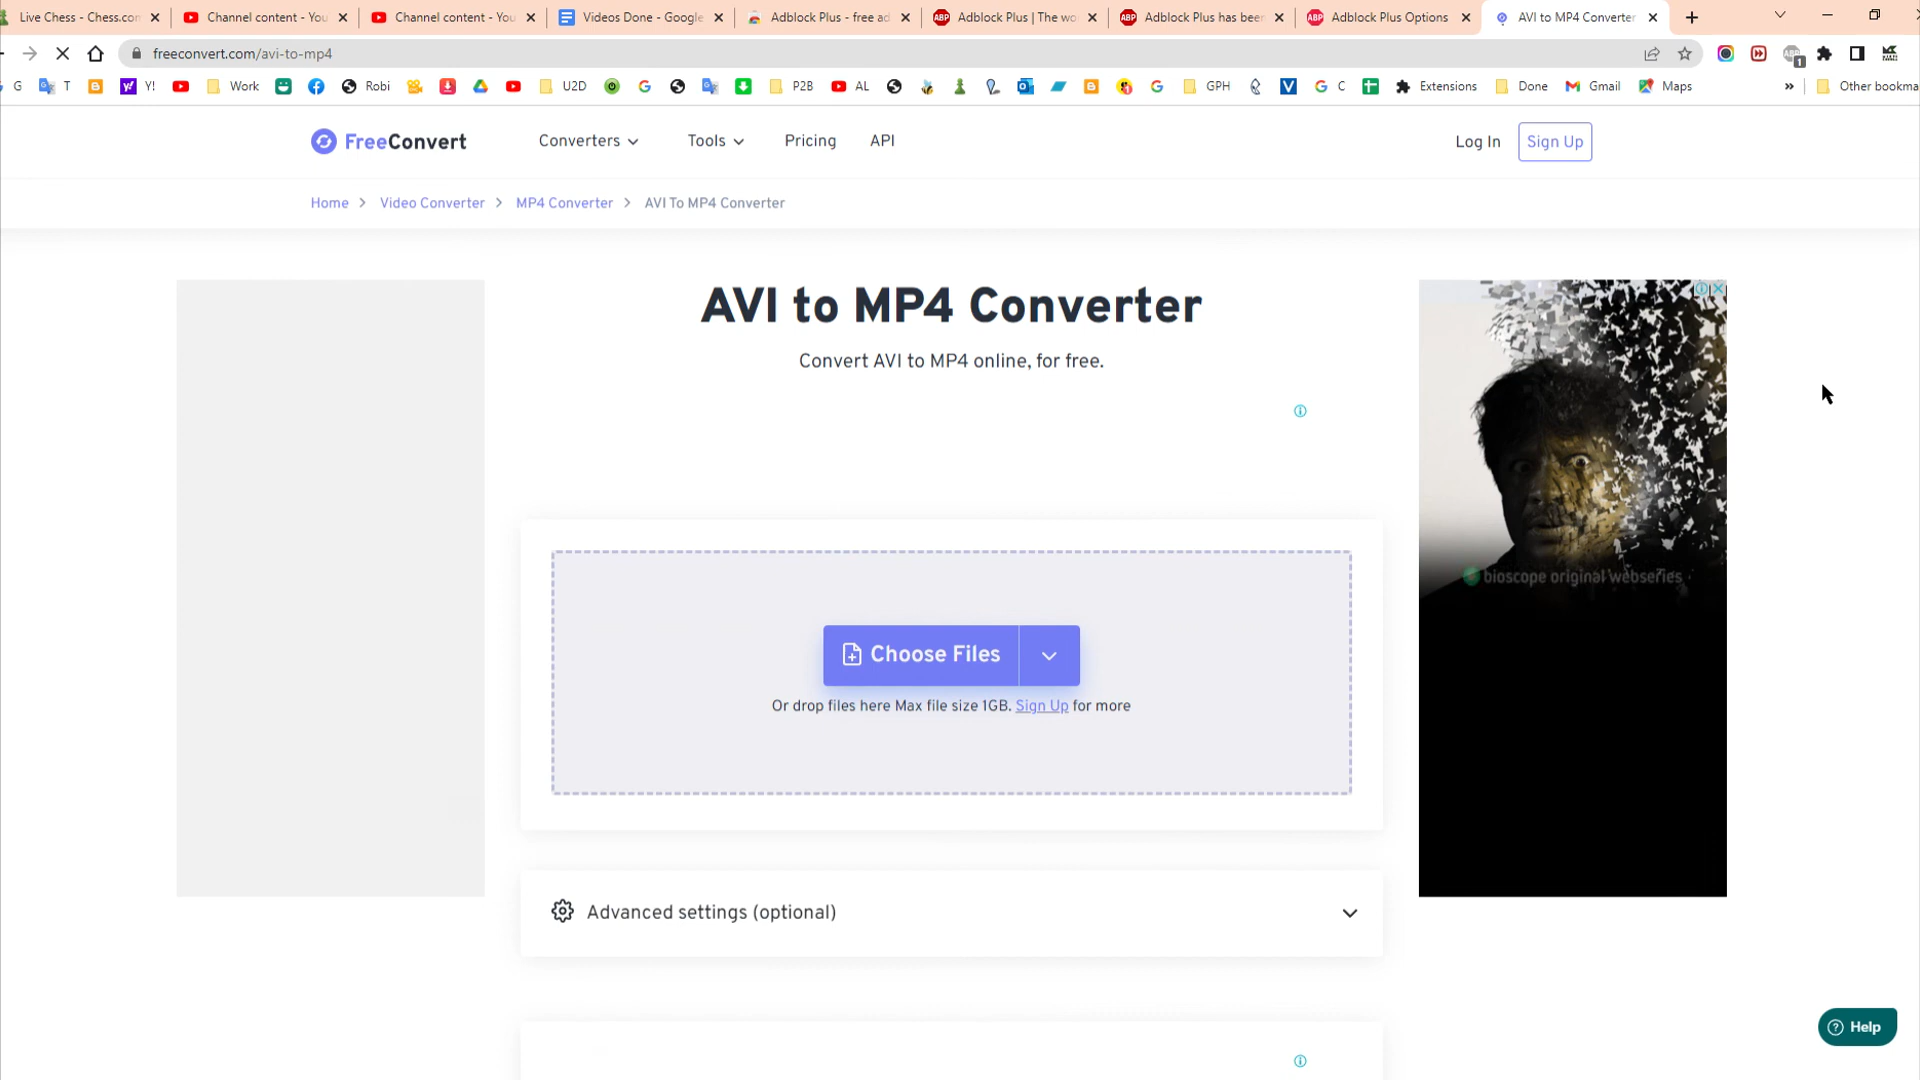 Live Chess - Chess.con
Channel content - You
Channel content - You
Videos Done - Google
Adblock Plus - free ad
Adblock Plus | The wo
Adblock Plus has been
Adblock Plus Options
AVI to MP4 Converter
freeconvert.com/avi-to-mp4
G T Y! Work Robi U2D P2B AL GPH C Extensions Done Gmail Maps » Other bookma
FreeConvert
Converters
Tools
Pricing
API
Log In
Sign Up
Home > Video Converter > MP4 Converter > AVI To MP4 Converter
AVI to MP4 Converter
Convert AVI to MP4 online, for free.
bioscope original webseries
Choose Files
Or drop files here Max file size 1GB. Sign Up for more
Advanced settings (optional)
Help